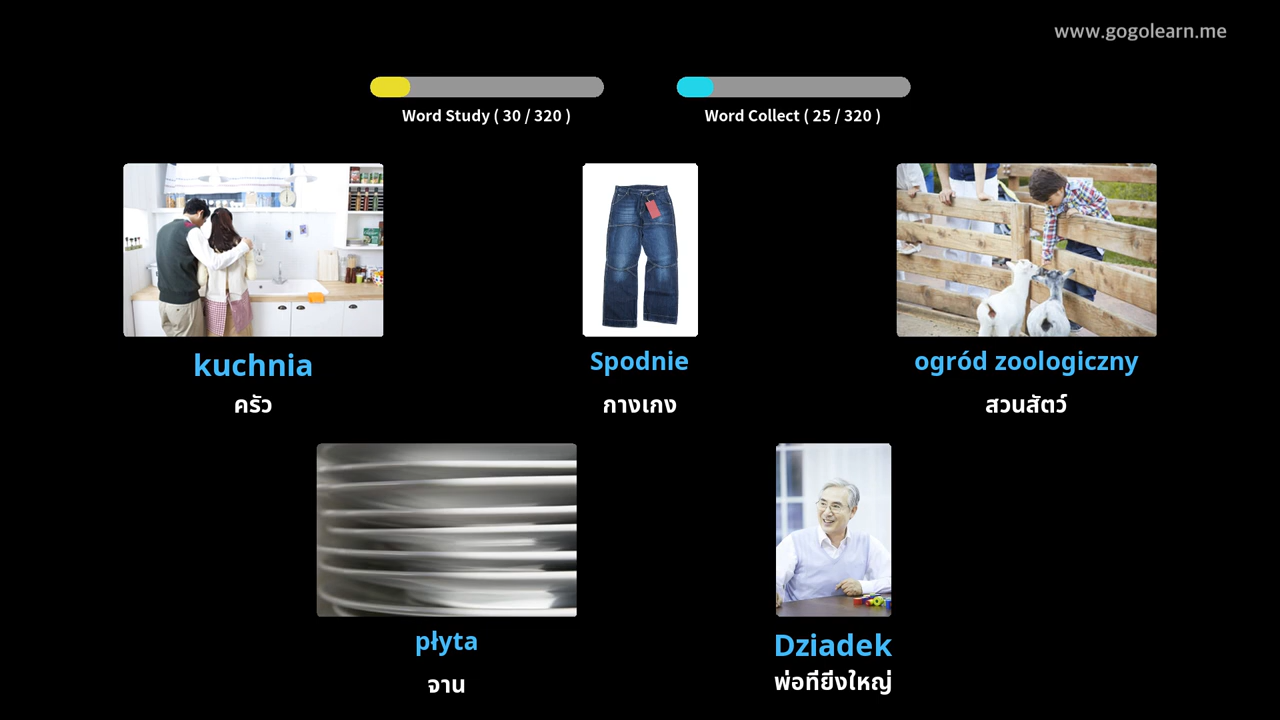 www.gogolearn.me
Word Study ( 30 / 320 )
Word Collect ( 25 / 320 )
kuchnia
ครัว
Spodnie
กางเกง
ogród zoologiczny
สวนสัตว์
płyta
จาน
Dziadek
พ่อที่ยิ่งใหญ่